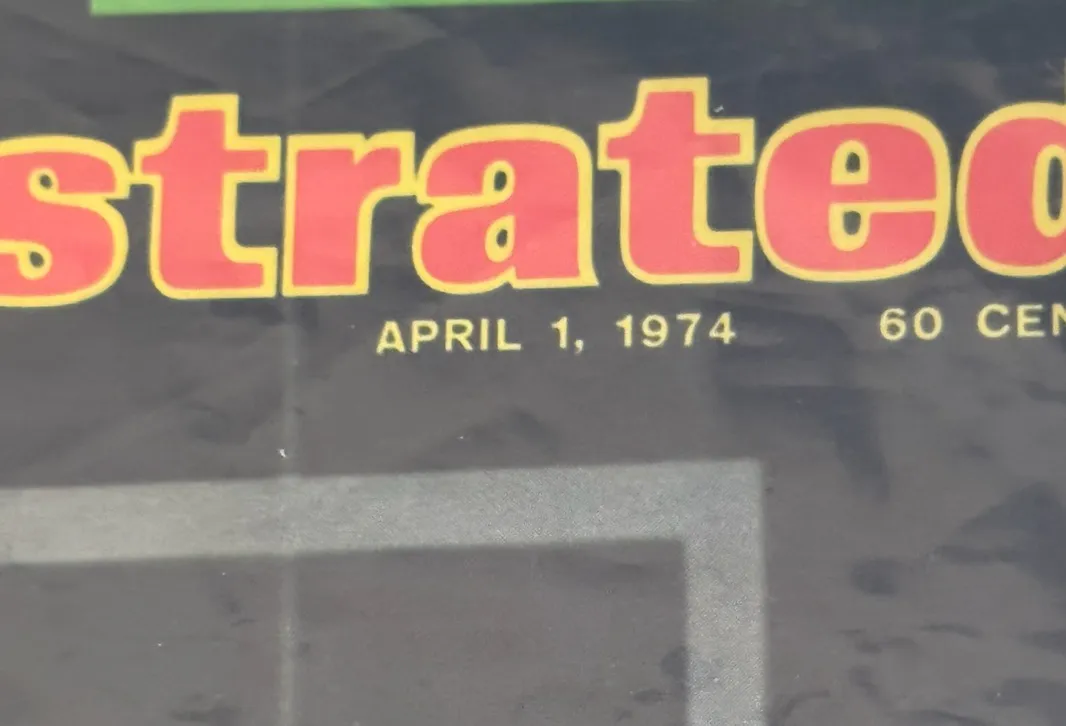 strated
APRIL 1, 1974 60 CEN